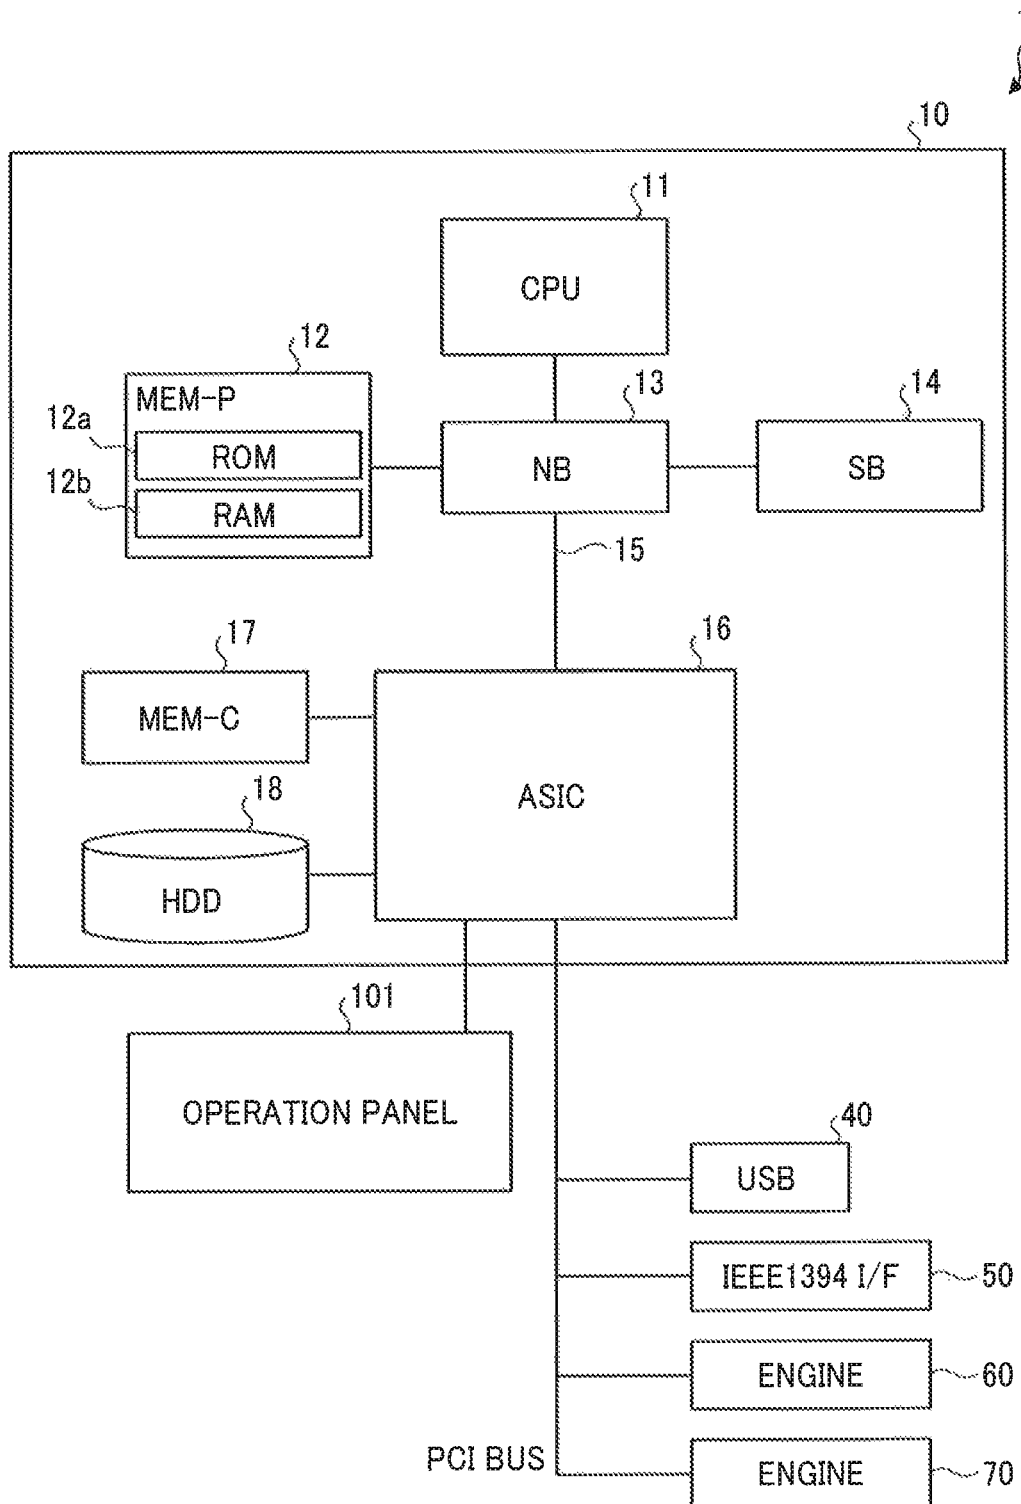 10
11
CPU
12
MEM-P
12a
ROM
12b
RAM
13
NB
14
SB
15
17
MEM-C
16
ASIC
18
HDD
101
OPERATION PANEL
40
USB
IEEE1394 I/F
50
ENGINE
60
PCI BUS
ENGINE
70